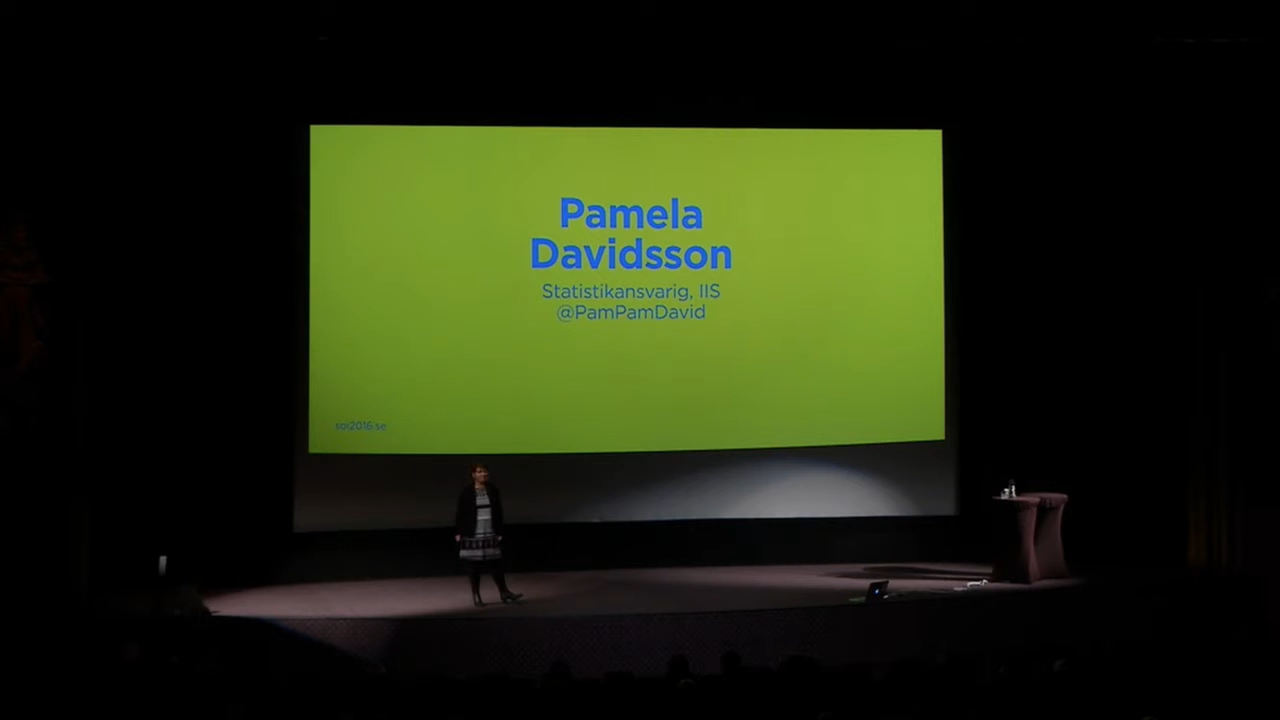 Pamela
Davidsson
Statistikansvarig, IIS
@PamPamDavid
soi2016.se